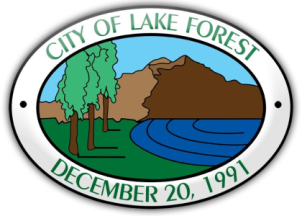 CITY OF LAKE FOREST
DECEMBER 20, 1991